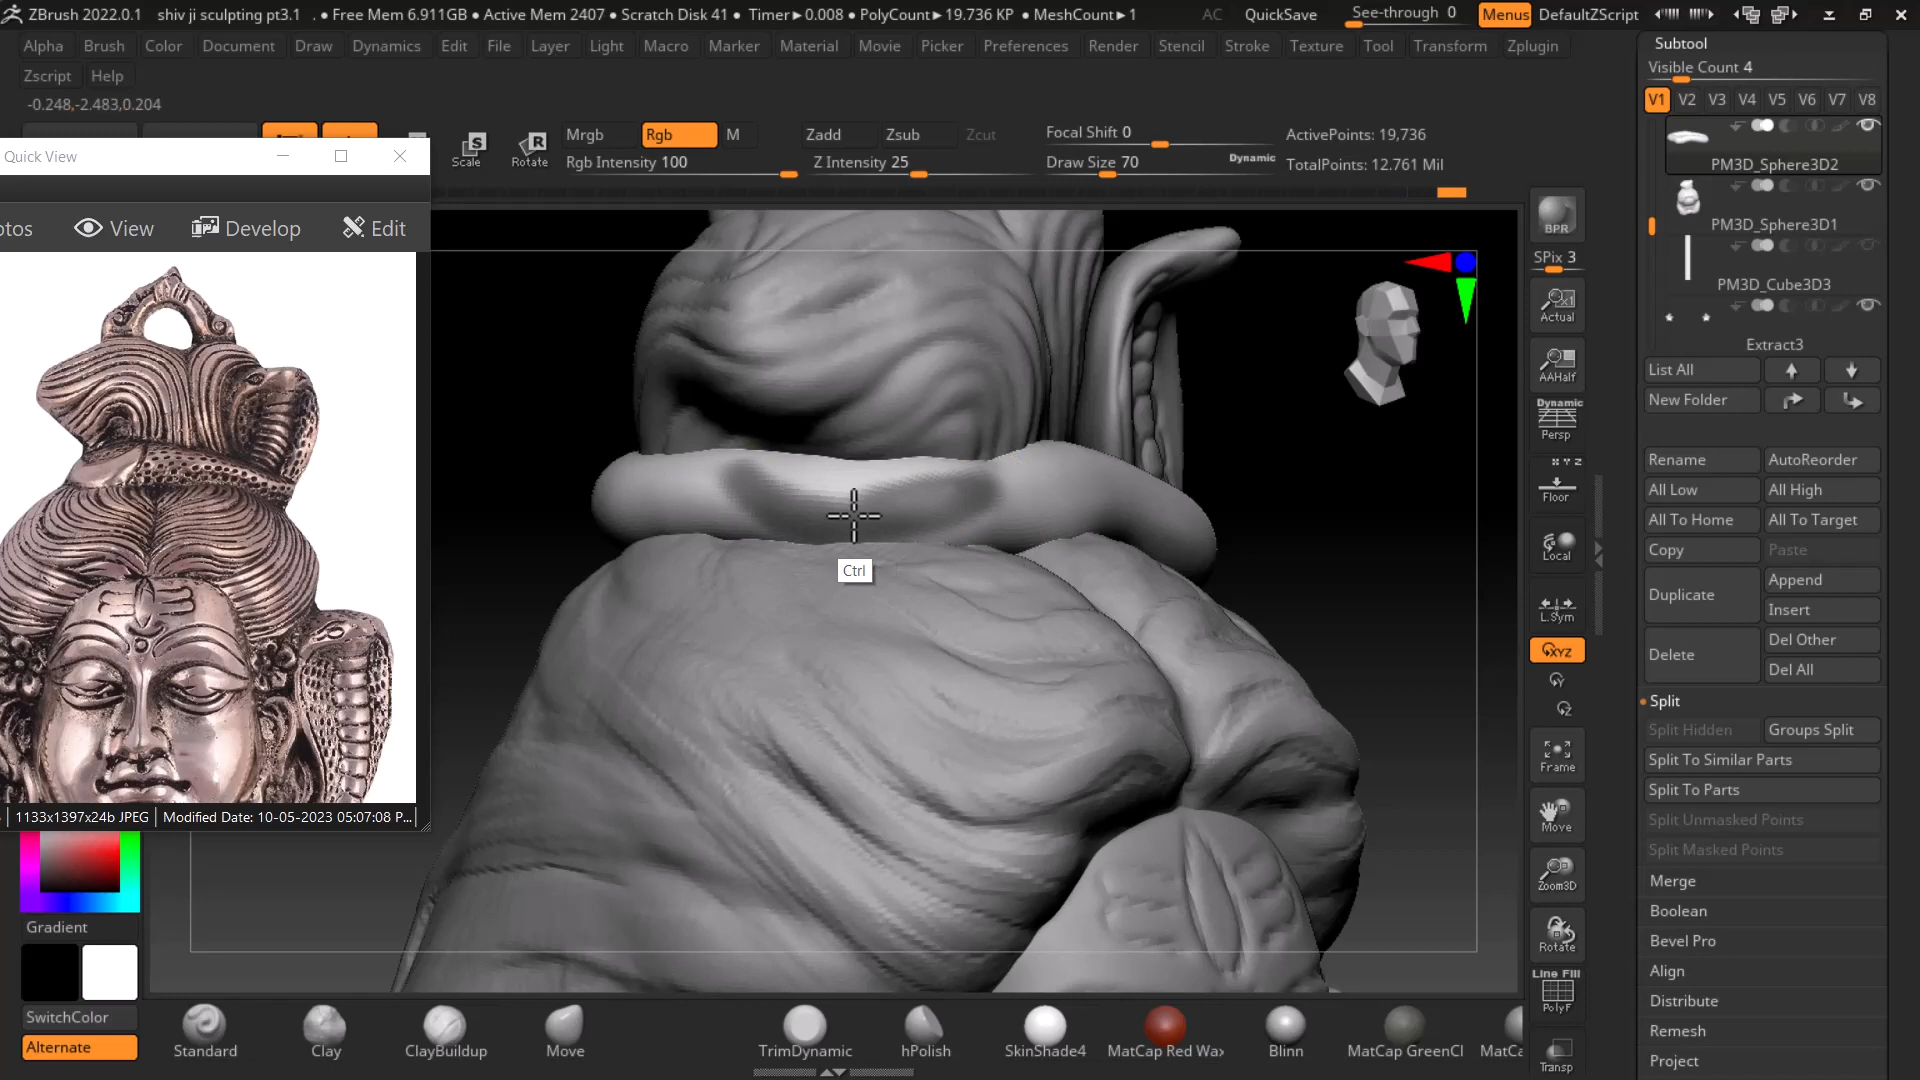 ZBrush 2022.0.1 shiv ji sculpting pt3.1 . • Free Mem 6.911GB • Active Mem 2407 • Scratch Disk 41 • Timer▸0.008 • PolyCount▸19.736 KP • MeshCount▸1 AC QuickSave See-through 0 Menus DefaultZScript
Alpha Brush Color Document Draw Dynamics Edit File Layer Light Macro Marker Material Movie Picker Preferences Render Stencil Stroke Texture Tool Transform Zplugin
Zscript Help
-0.248,-2.483,0.204
Quick View
Scale
Rotate
Mrgb Rgb M
Rgb Intensity 100
Zadd Zsub Zcut
Z Intensity 25
Focal Shift 0
Draw Size 70
Dynamic
ActivePoints: 19,736
TotalPoints: 12.761 Mil
otos View Develop Edit
1133x1397x24b JPEG Modified Date: 10-05-2023 05:07:08 P...
Ctrl
Gradient
SwitchColor
Alternate
Standard Clay ClayBuildup Move TrimDynamic hPolish SkinShade4 MatCap Red Wax Blinn MatCap GreenCl MatCa
BPR
SPix 3
Actual
AAHalf
Dynamic
Persp
X Y Z
Floor
Local
L.Sym
XYZ
Y
Z
Frame
Move
Zoom3D
Rotate
Line Fill
PolyF
Transp
Subtool
Visible Count 4
V1 V2 V3 V4 V5 V6 V7 V8
PM3D_Sphere3D2
PM3D_Sphere3D1
PM3D_Cube3D3
Extract3
List All
New Folder
Rename AutoReorder
All Low All High
All To Home All To Target
Copy Paste
Duplicate Append
Insert
Delete Del Other
Del All
Split
Split Hidden Groups Split
Split To Similar Parts
Split To Parts
Split Unmasked Points
Split Masked Points
Merge
Boolean
Bevel Pro
Align
Distribute
Remesh
Project